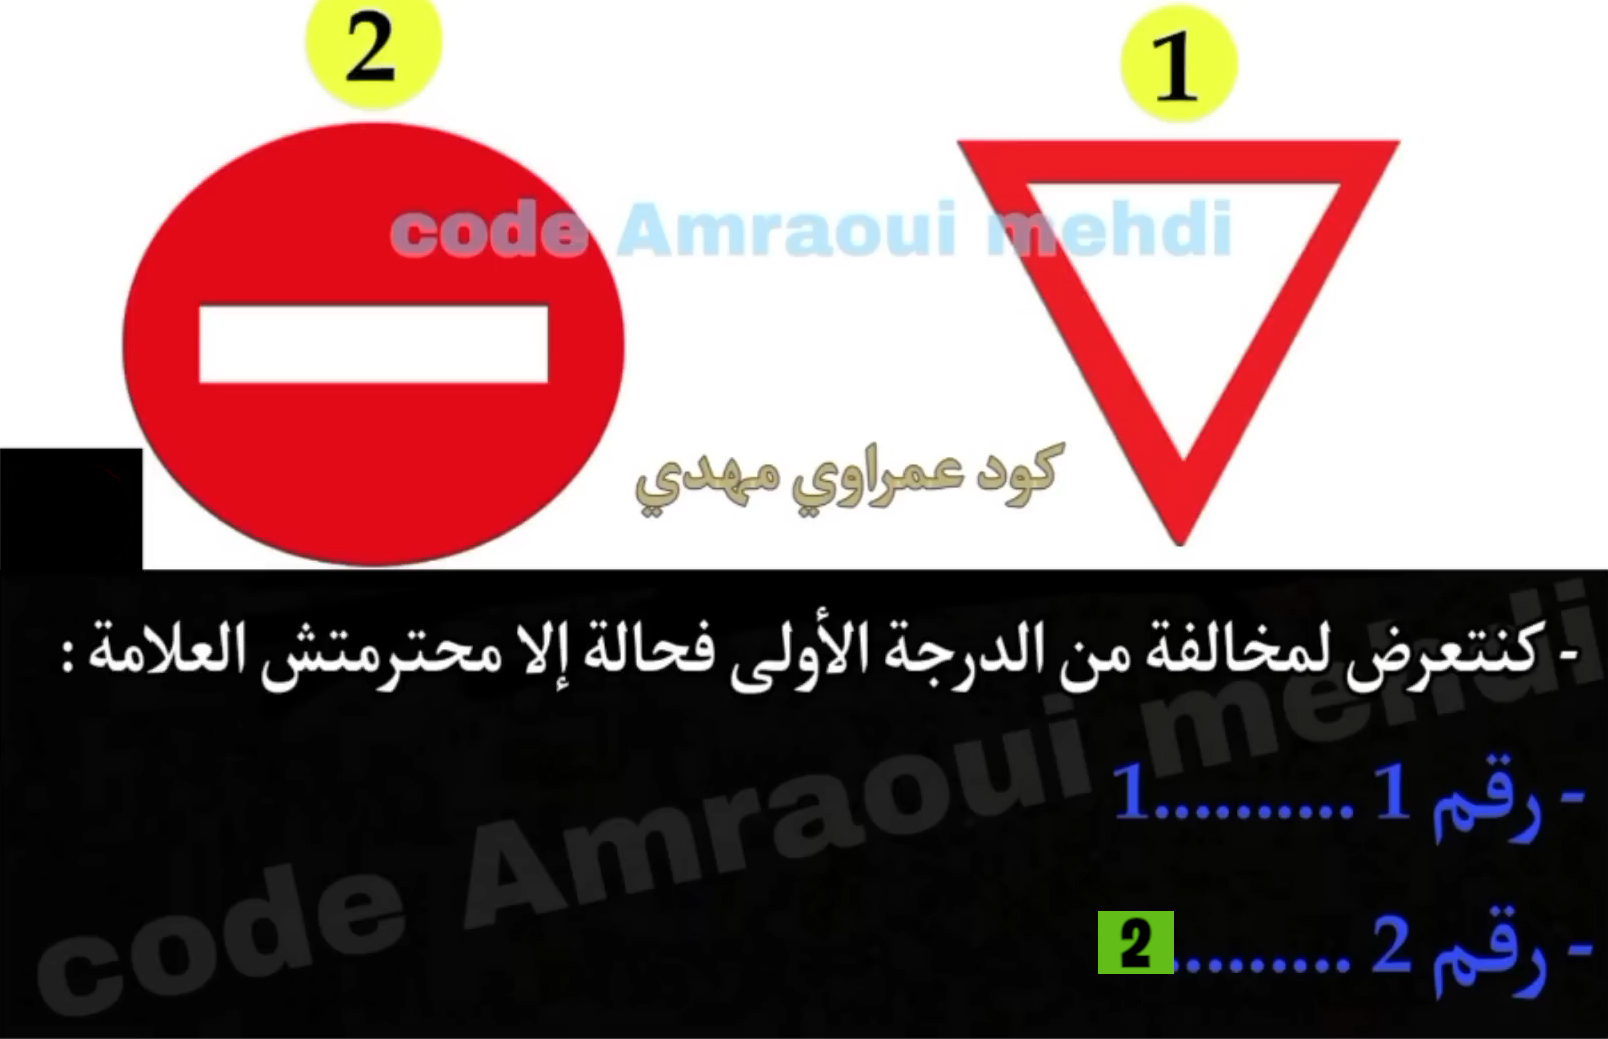 2
1
code Amraoui mehdi
كود عمراوي مهدي
- كنتعرض لمخالفة من الدرجة الأولى فحالة إلا محترمتش العلامة :
- رقم 1 ..........1
- رقم 2 .........2
code Amraoui mehdi